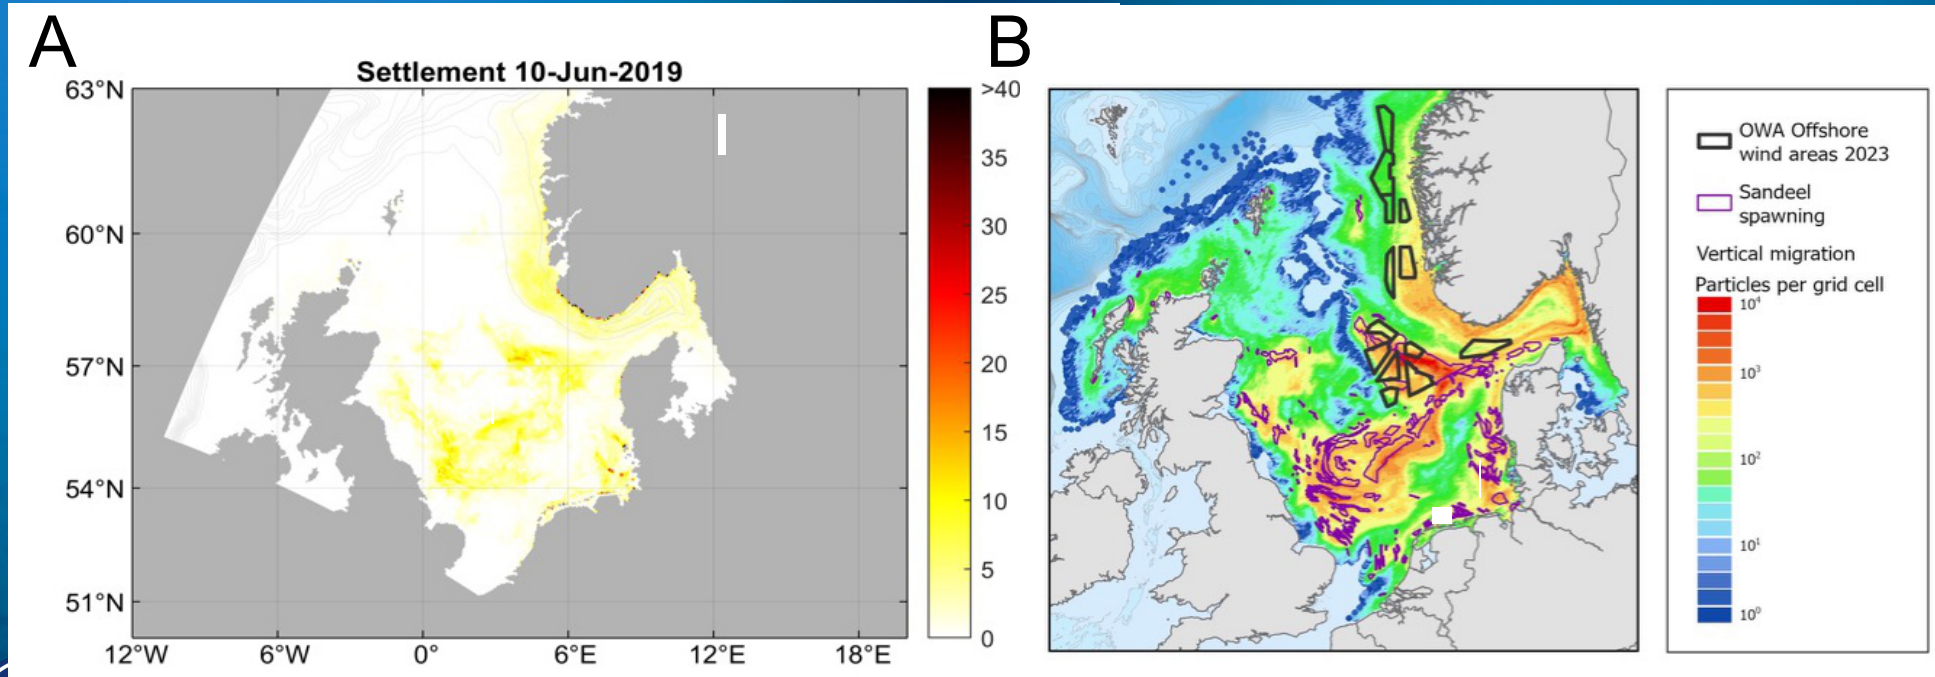 A
B
Settlement 10-Jun-2019
63°N
60°N
57°N
54°N
51°N
12°W
6°W
0°
6°E
12°E
18°E
>40
35
30
25
20
15
10
5
0
OWA Offshore
wind areas 2023
Sandeel
spawning
Vertical migration
Particles per grid cell
10⁴
10³
10²
10¹
10⁰